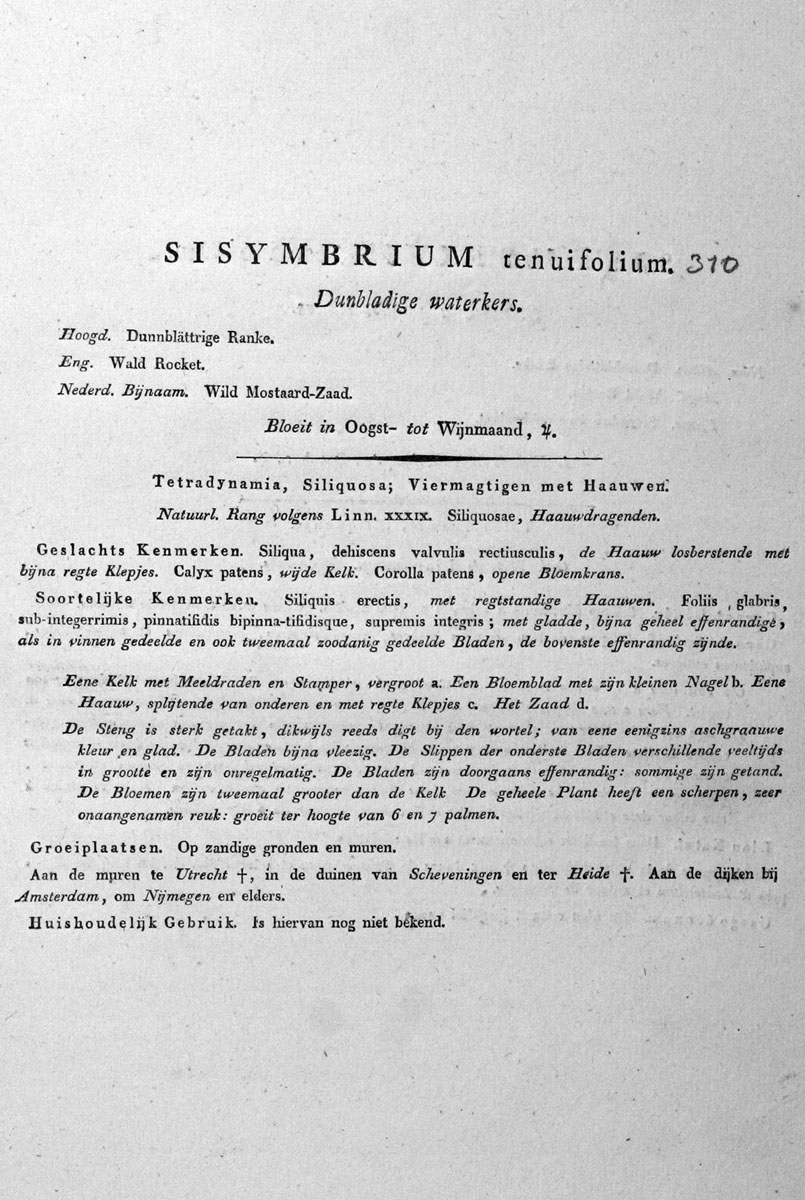 SISYMBRIUM tenuifolium. 310
Dunbladige waterkers.
Hoogd. Dunnblättrige Ranke.
Eng. Wald Rocket.
Nederd. Bijnaam. Wild Mostaard-Zaad.
Bloeit in Oogst- tot Wijnmaand, ♃.
Tetradynamia, Siliquosa; Viermagtigen met Haauwen.
Natuurl. Rang volgens Linn. XXXIX. Siliquosae, Haauwdragenden.
Geslachts Kenmerken. Siliqua, dehiscens valvulis rectiusculis, de Haauw losberstende met
bijna regte Klepjes. Calyx patens, wijde Kelk. Corolla patens, opene Bloemkrans.
Soortelijke Kenmerken. Siliquis erectis, met regtstandige Haauwen. Foliis, glabris,
sub-integerrimis, pinnatifidis bipinna-tifidisque, supremis integris; met gladde, bijna geheel effenrandige,
als in vinnen gedeelde en ook tweemaal zoodanig gedeelde Bladen, de bovenste effenrandig zijnde.
Eene Kelk met Meeldraden en Stamper, vergroot a. Een Bloemblad met zijn kleinen Nagel b. Eene
Haauw, splijtende van onderen en met regte Klepjes c. Het Zaad d.
De Steng is sterk getakt, dikwijls reeds digt bij den wortel; van eene eenigzins aschgraauwe
kleur en glad. De Bladen bijna vleezig. De Slippen der onderste Bladen verschillende veeltijds
in grootte en zijn onregelmatig. De Bladen zijn doorgaans effenrandig: sommige zijn getand.
De Bloemen zijn tweemaal grooter dan de Kelk De geheele Plant heeft een scherpen, zeer
onaangenamen reuk: groeit ter hoogte van 6 en 7 palmen.
Groeiplaatsen. Op zandige gronden en muren.
Aan de muren te Utrecht †, in de duinen van Scheveningen en ter Heide †. Aan de dijken bij
Amsterdam, om Nijmegen en elders.
Huishoudelijk Gebruik. Is hiervan nog niet bekend.